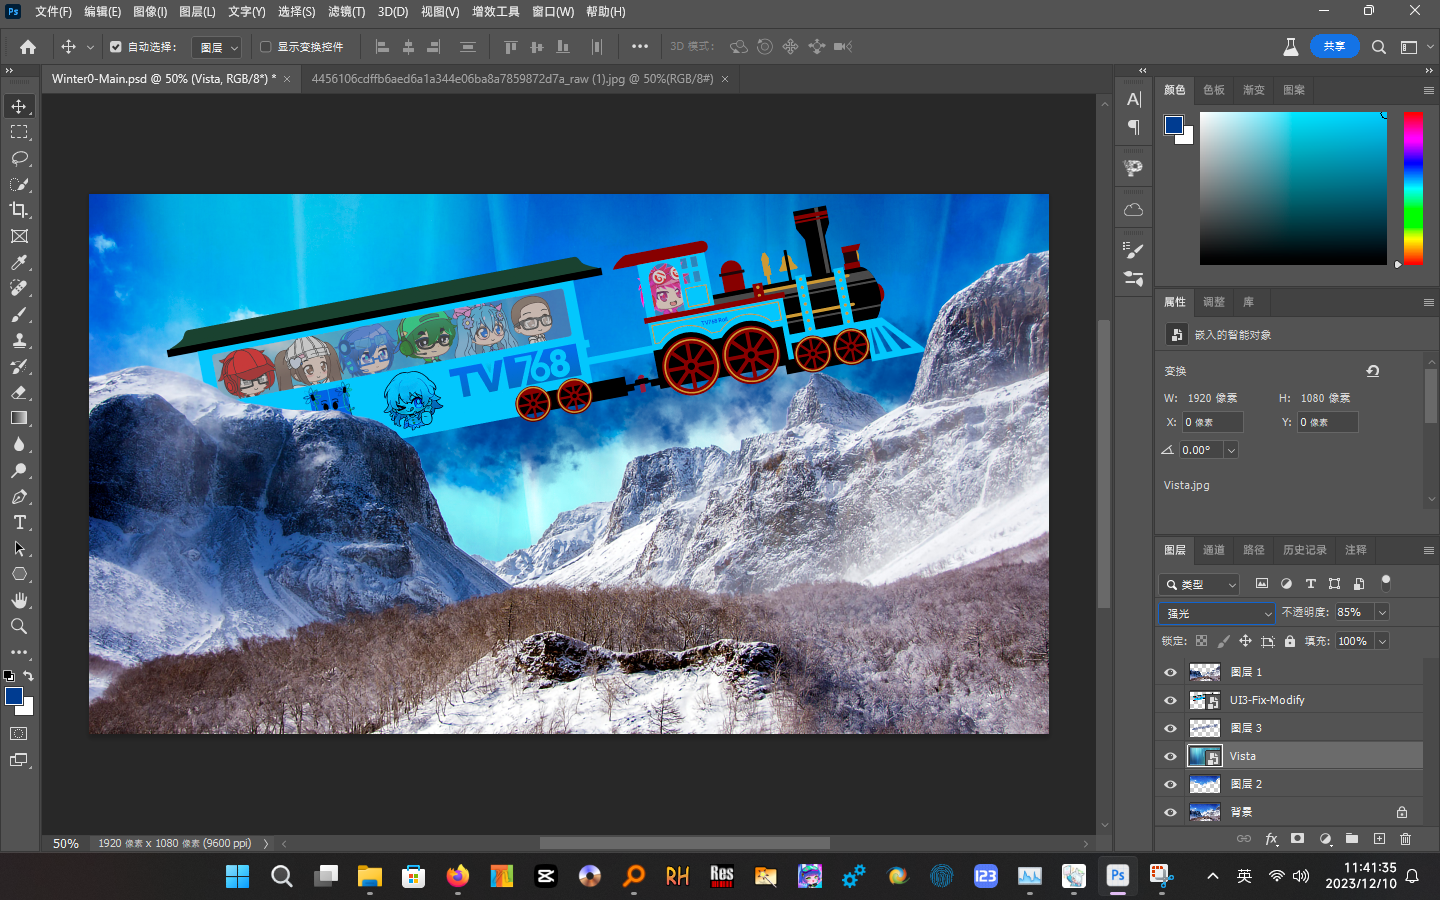 Ps 文件(F) 编辑(E) 图像(I) 图层(L) 文字(Y) 选择(S) 滤镜(T) 3D(D) 视图(V) 增效工具 窗口(W) 帮助(H)
自动选择： 图层 显示变换控件 3D 模式： 共享
Winter0-Main.psd @ 50% (Vista, RGB/8*) * ×
4456106cdffb6aed6a1a344e06ba8a7859872d7a_raw (1).jpg @ 50%(RGB/8#) ×
颜色 色板 渐变 图案
属性 调整 库
嵌入的智能对象
变换
W: 1920 像素 H: 1080 像素
X: 0 像素 Y: 0 像素
0.00°
Vista.jpg
图层 通道 路径 历史记录 注释
类型
强光 不透明度: 85%
锁定: 填充: 100%
图层 1
UI3-Fix-Modify
图层 3
Vista
图层 2
背景
fx
TV 768
50% 1920 像素 x 1080 像素 (9600 ppi)
RH Res 123 Ps 英 11:41:35
2023/12/10